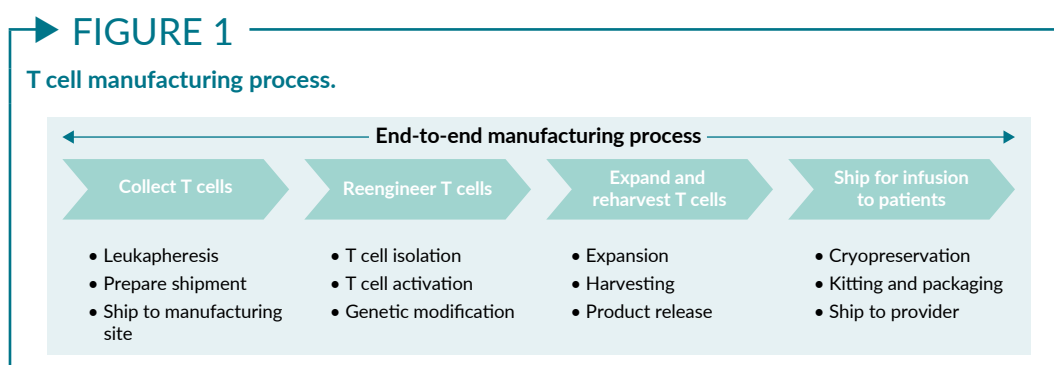 FIGURE 1
T cell manufacturing process.
End-to-end manufacturing process
Collect T cells
• Leukapheresis
• Prepare shipment
• Ship to manufacturing
site
Reengineer T cells
• T cell isolation
• T cell activation
• Genetic modification
Expand and
reharvest T cells
• Expansion
• Harvesting
• Product release
Ship for infusion
to patients
• Cryopreservation
• Kitting and packaging
• Ship to provider